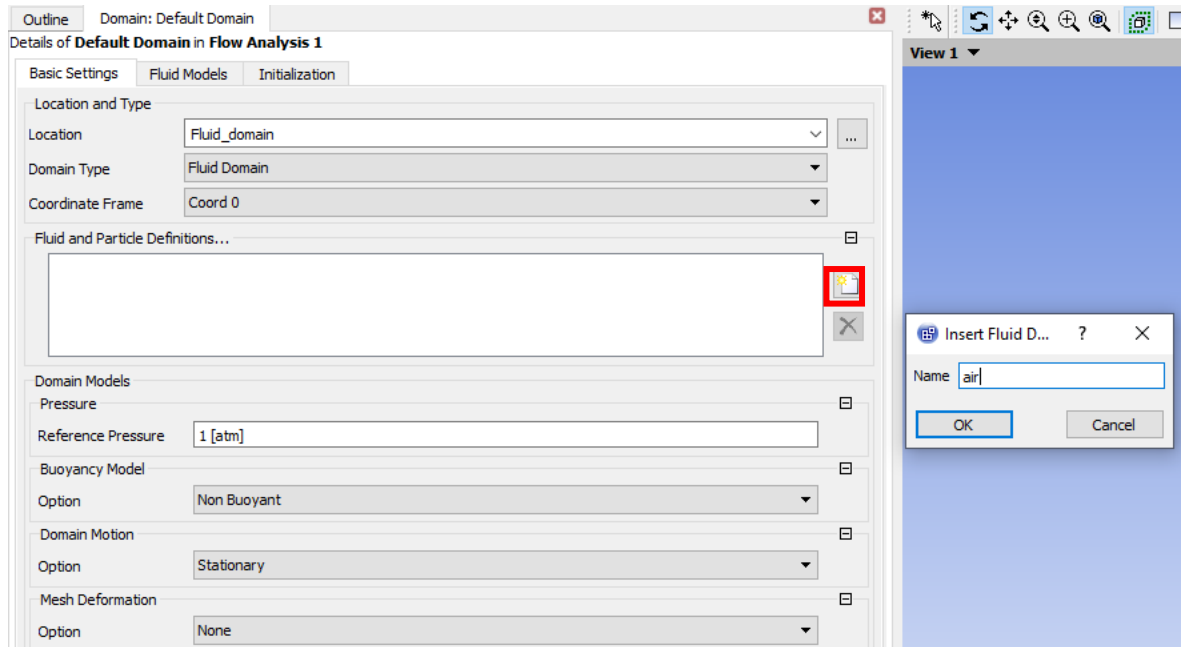 Outline Domain: Default Domain
Details of Default Domain in Flow Analysis 1
Basic Settings Fluid Models Initialization
Location and Type
Location Fluid_domain ...
Domain Type Fluid Domain
Coordinate Frame Coord 0
Fluid and Particle Definitions...
Domain Models
Pressure
Reference Pressure 1 [atm]
Buoyancy Model
Option Non Buoyant
Domain Motion
Option Stationary
Mesh Deformation
Option None
View 1
Insert Fluid D... ?
Name air
OK Cancel